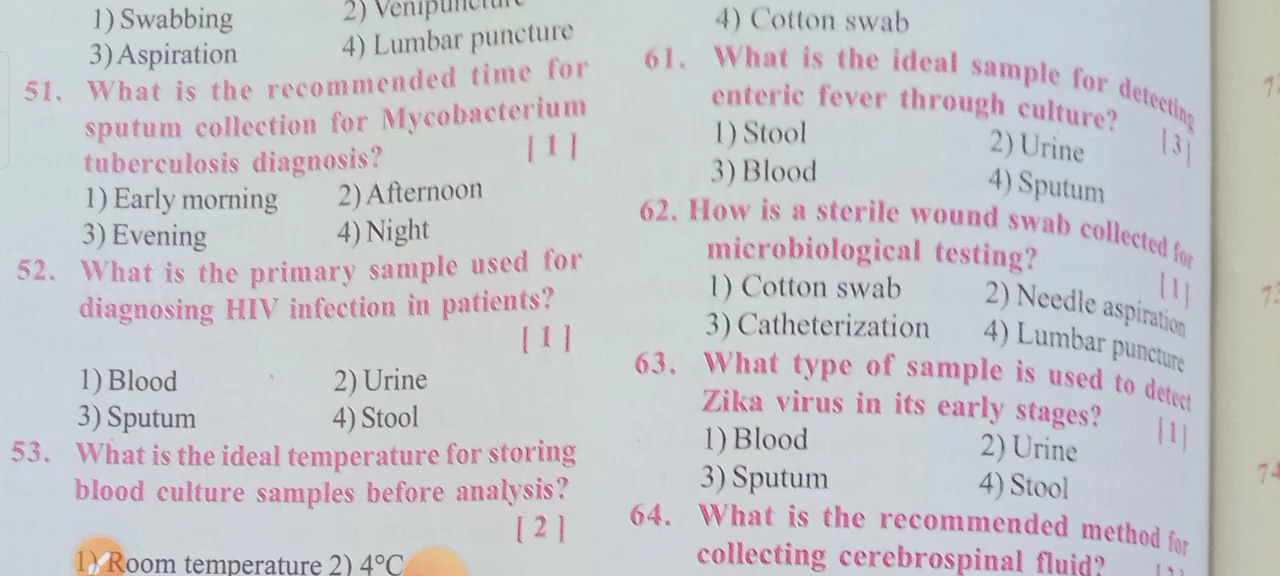 1) Swabbing 2) Venipuncture
3) Aspiration 4) Lumbar puncture
51. What is the recommended time for
sputum collection for Mycobacterium
tuberculosis diagnosis? [ 1 ]
1) Early morning 2) Afternoon
3) Evening 4) Night
52. What is the primary sample used for
diagnosing HIV infection in patients?
[ 1 ]
1) Blood 2) Urine
3) Sputum 4) Stool
53. What is the ideal temperature for storing
blood culture samples before analysis?
[ 2 ]
1) Room temperature 2) 4°C
4) Cotton swab
61. What is the ideal sample for detecting
enteric fever through culture? [3]
1) Stool 2) Urine
3) Blood 4) Sputum
62. How is a sterile wound swab collected for
microbiological testing? [1]
1) Cotton swab 2) Needle aspiration
3) Catheterization 4) Lumbar puncture
63. What type of sample is used to detect
Zika virus in its early stages? [1]
1) Blood 2) Urine
3) Sputum 4) Stool
64. What is the recommended method for
collecting cerebrospinal fluid?